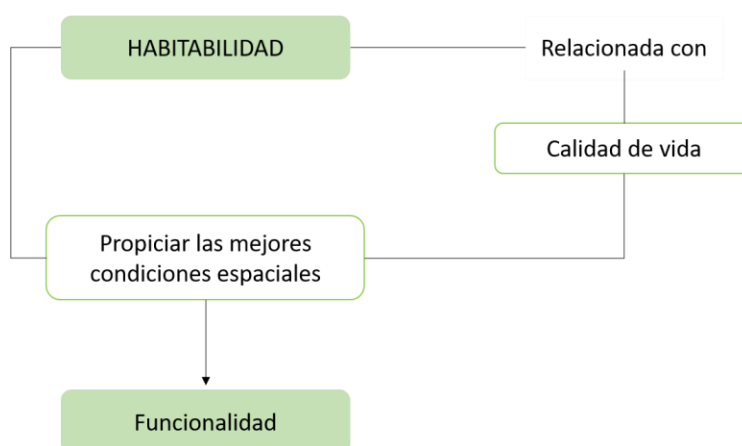 HABITABILIDAD
Relacionada con
Calidad de vida
Propiciar las mejores
condiciones espaciales
Funcionalidad